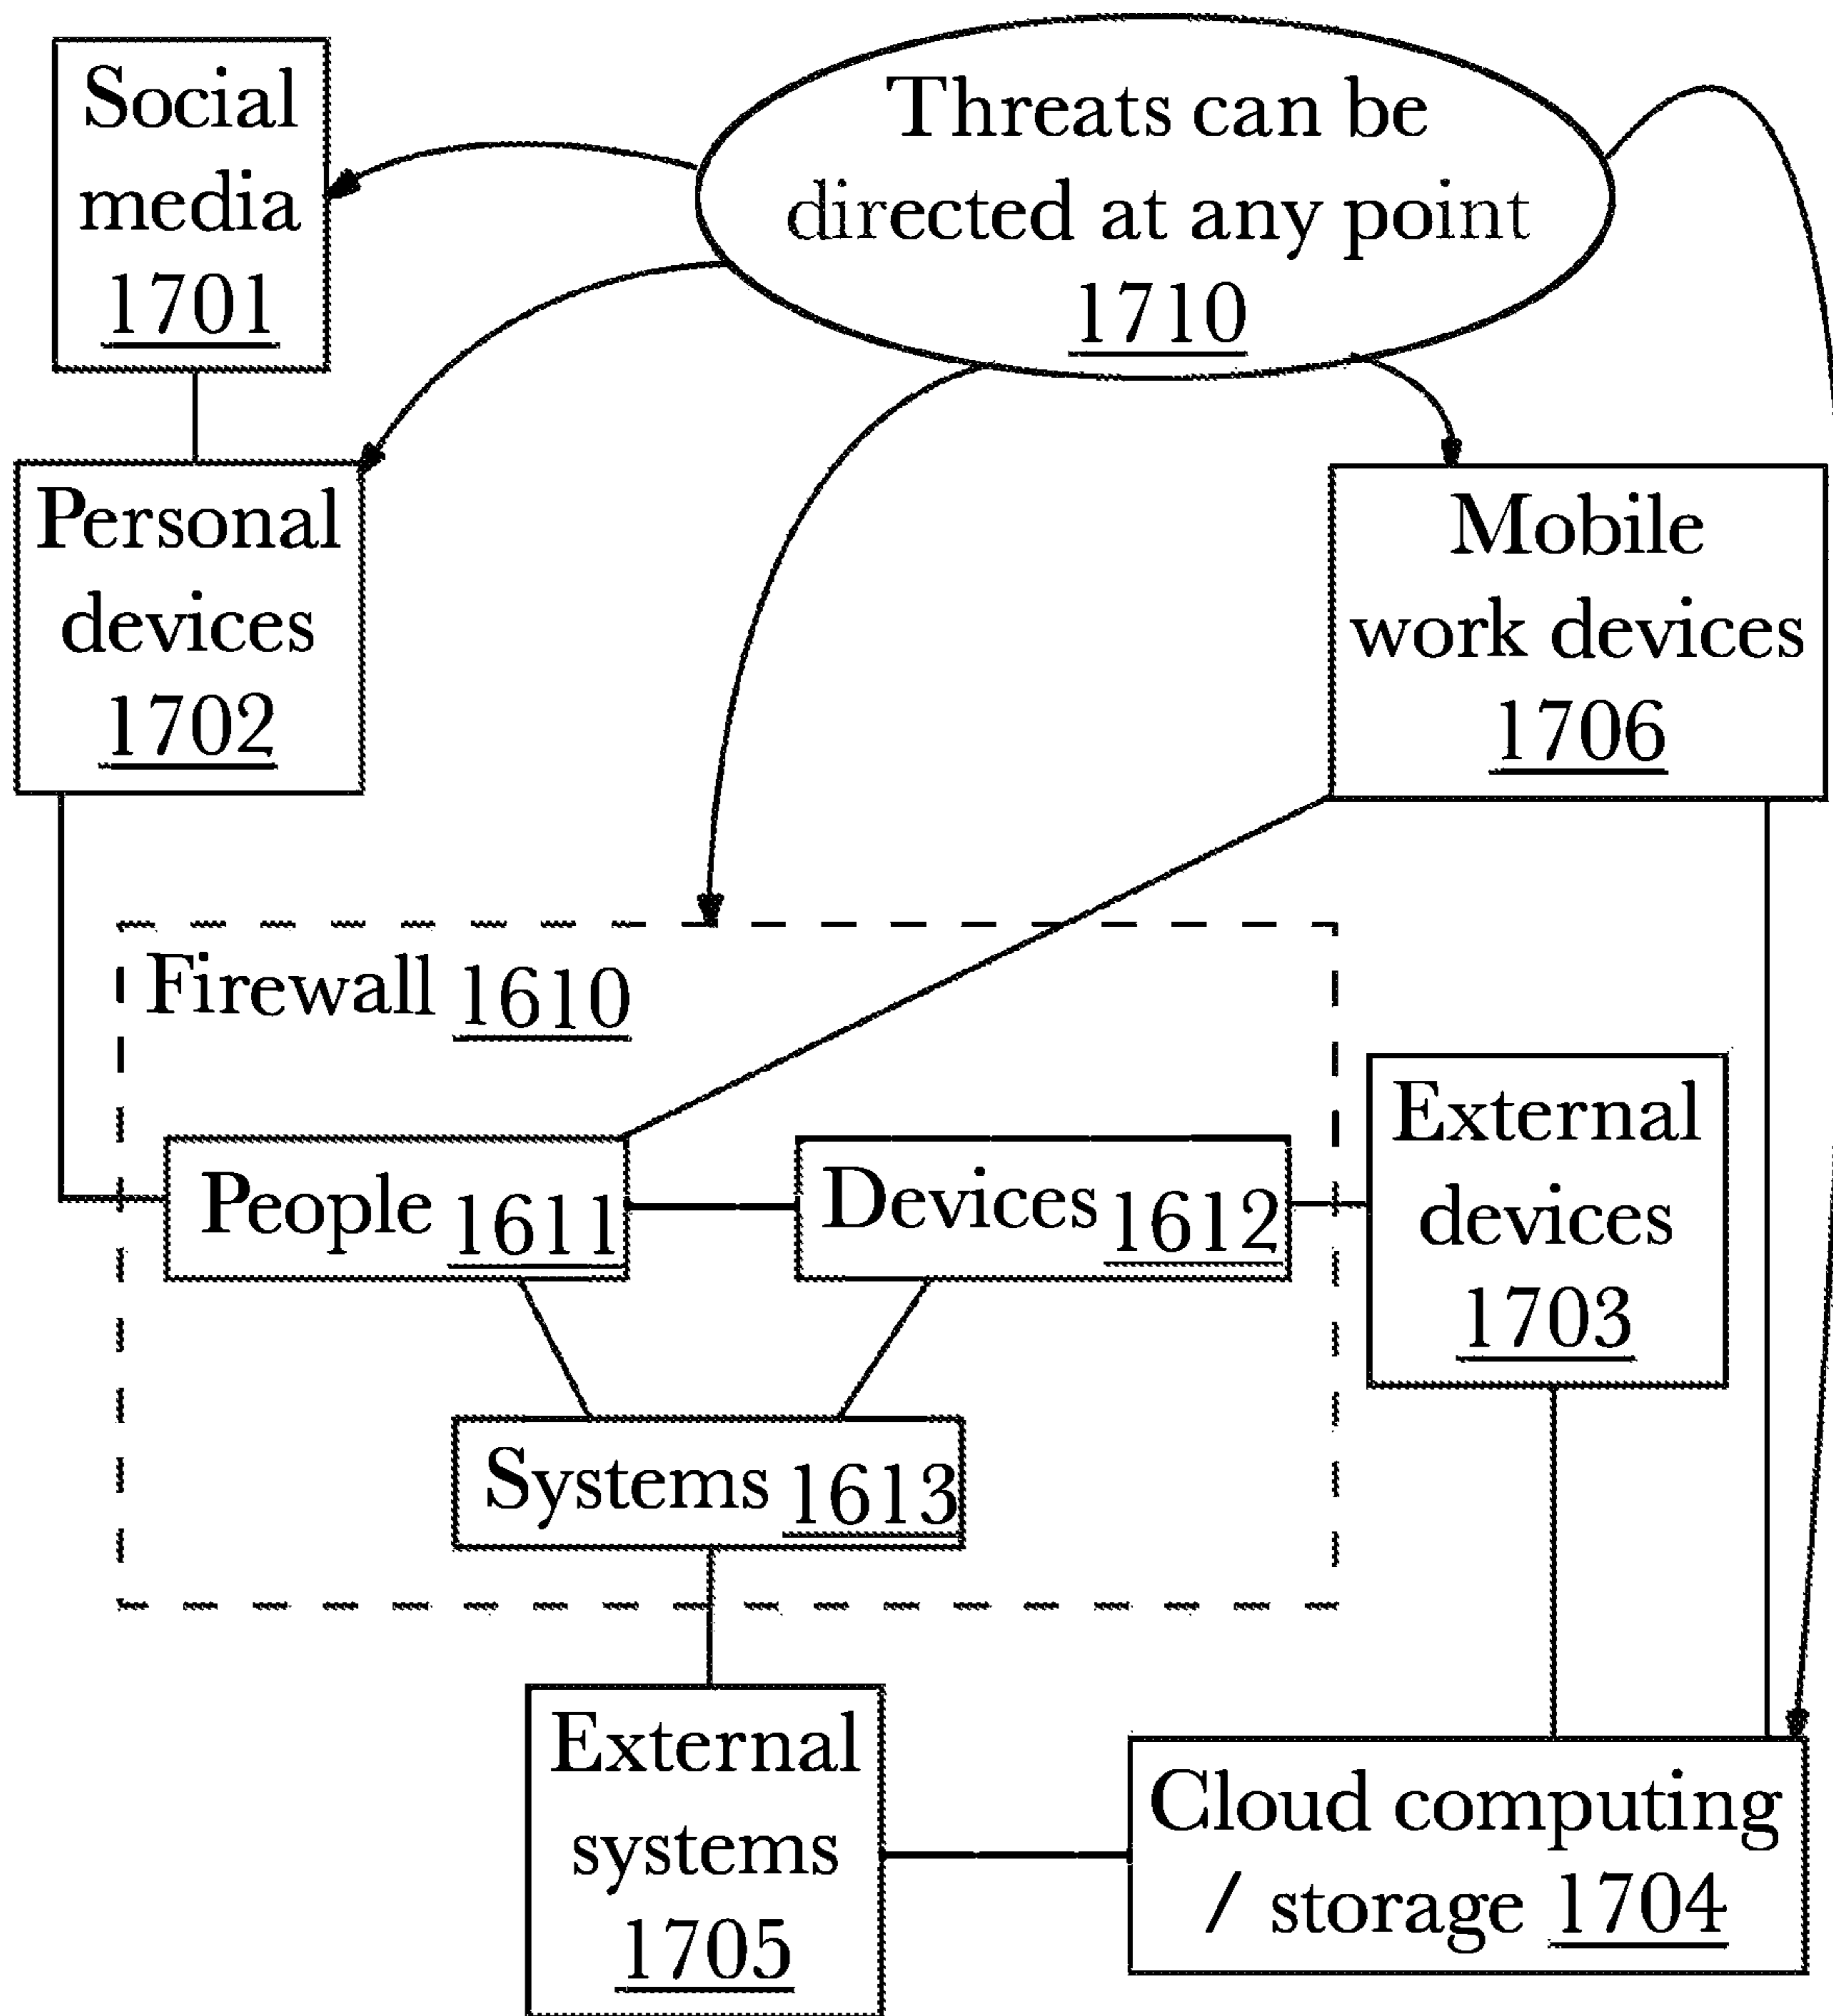 Social
media
1701
Threats can be
directed at any point
1710
Personal
devices
1702
Mobile
work devices
1706
Firewall 1610
People 1611
Devices 1612
External
devices
1703
Systems 1613
External
systems
1705
Cloud computing
/ storage 1704